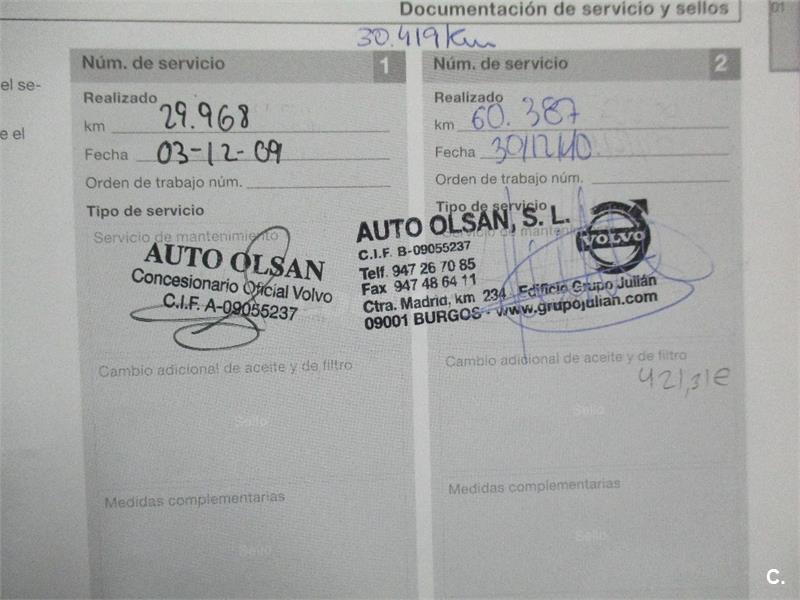 Documentación de servicio y sellos
01
30.419 km
el se-
e el
Núm. de servicio 1
Realizado
km 29.968
Fecha 03-12-09
Orden de trabajo núm.
Tipo de servicio
Servicio de mantenimiento
AUTO OLSAN
Concesionario Oficial Volvo
C.I.F. A-09055237
Cambio adicional de aceite y de filtro
Sello
Medidas complementarias
Sello
Núm. de servicio 2
Realizado
km 60.387
Fecha 30/12/10
Orden de trabajo núm.
Tipo de servicio
Servicio de mantenimiento
AUTO OLSAN, S. L.
C.I.F. B-09055237
Telf. 947 26 70 85
Fax 947 48 64 11
Ctra. Madrid, km 234 Edificio Grupo Julián
09001 BURGOS - www.grupojulian.com
VOLVO
Cambio adicional de aceite y de filtro
421,31€
Sello
Medidas complementarias
Sello
C.